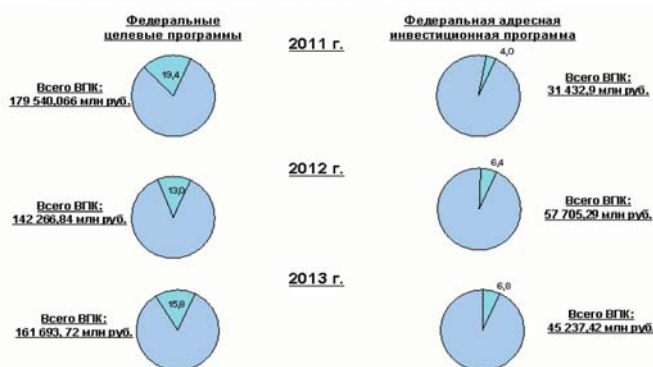 Федеральные
целевые программы
Федеральная адресная
инвестиционная программа
2011 г.
19,4
4,0
Всего ВПК:
179 540,066 млн руб.
Всего ВПК:
31 432,9 млн руб.
2012 г.
13,0
6,4
Всего ВПК:
142 266,84 млн руб.
Всего ВПК:
57 705,29 млн руб.
2013 г.
15,8
6,8
Всего ВПК:
161 693, 72 млн руб.
Всего ВПК:
45 237,42 млн руб.